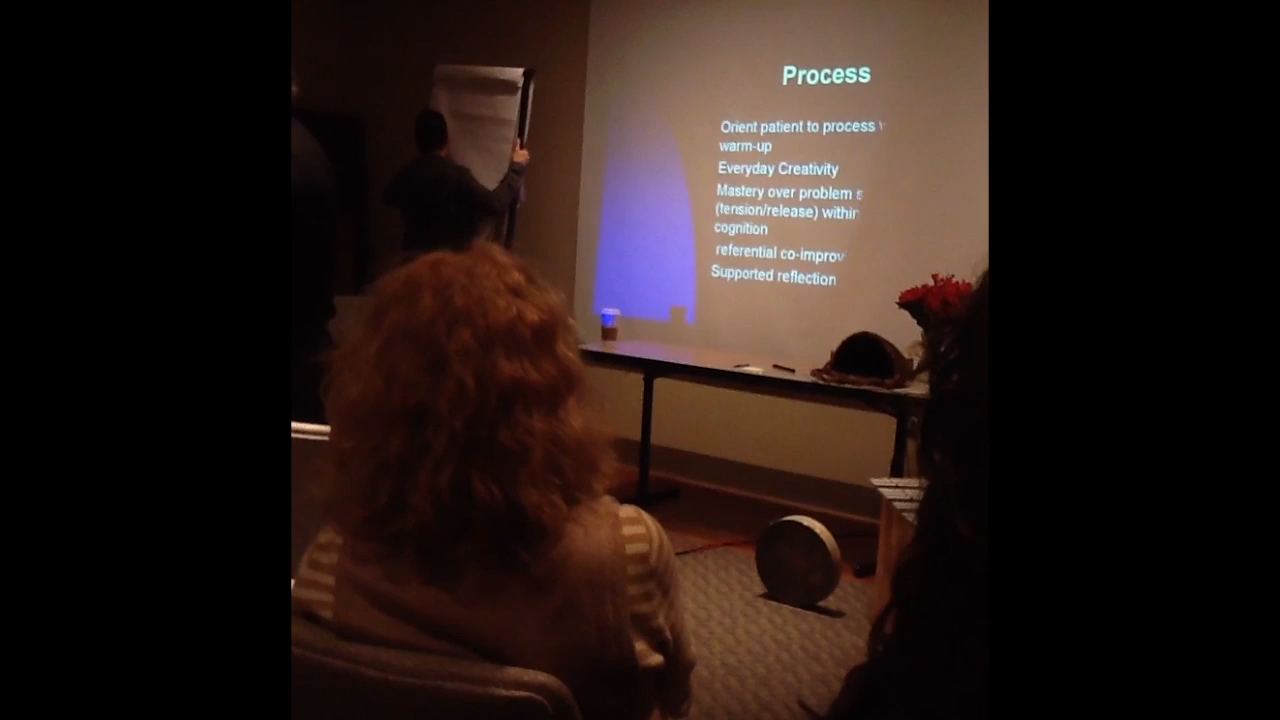 Process
Orient patient to process
warm-up
Everyday Creativity
Mastery over problem
(tension/release) within
cognition
referential co-improv
Supported reflection